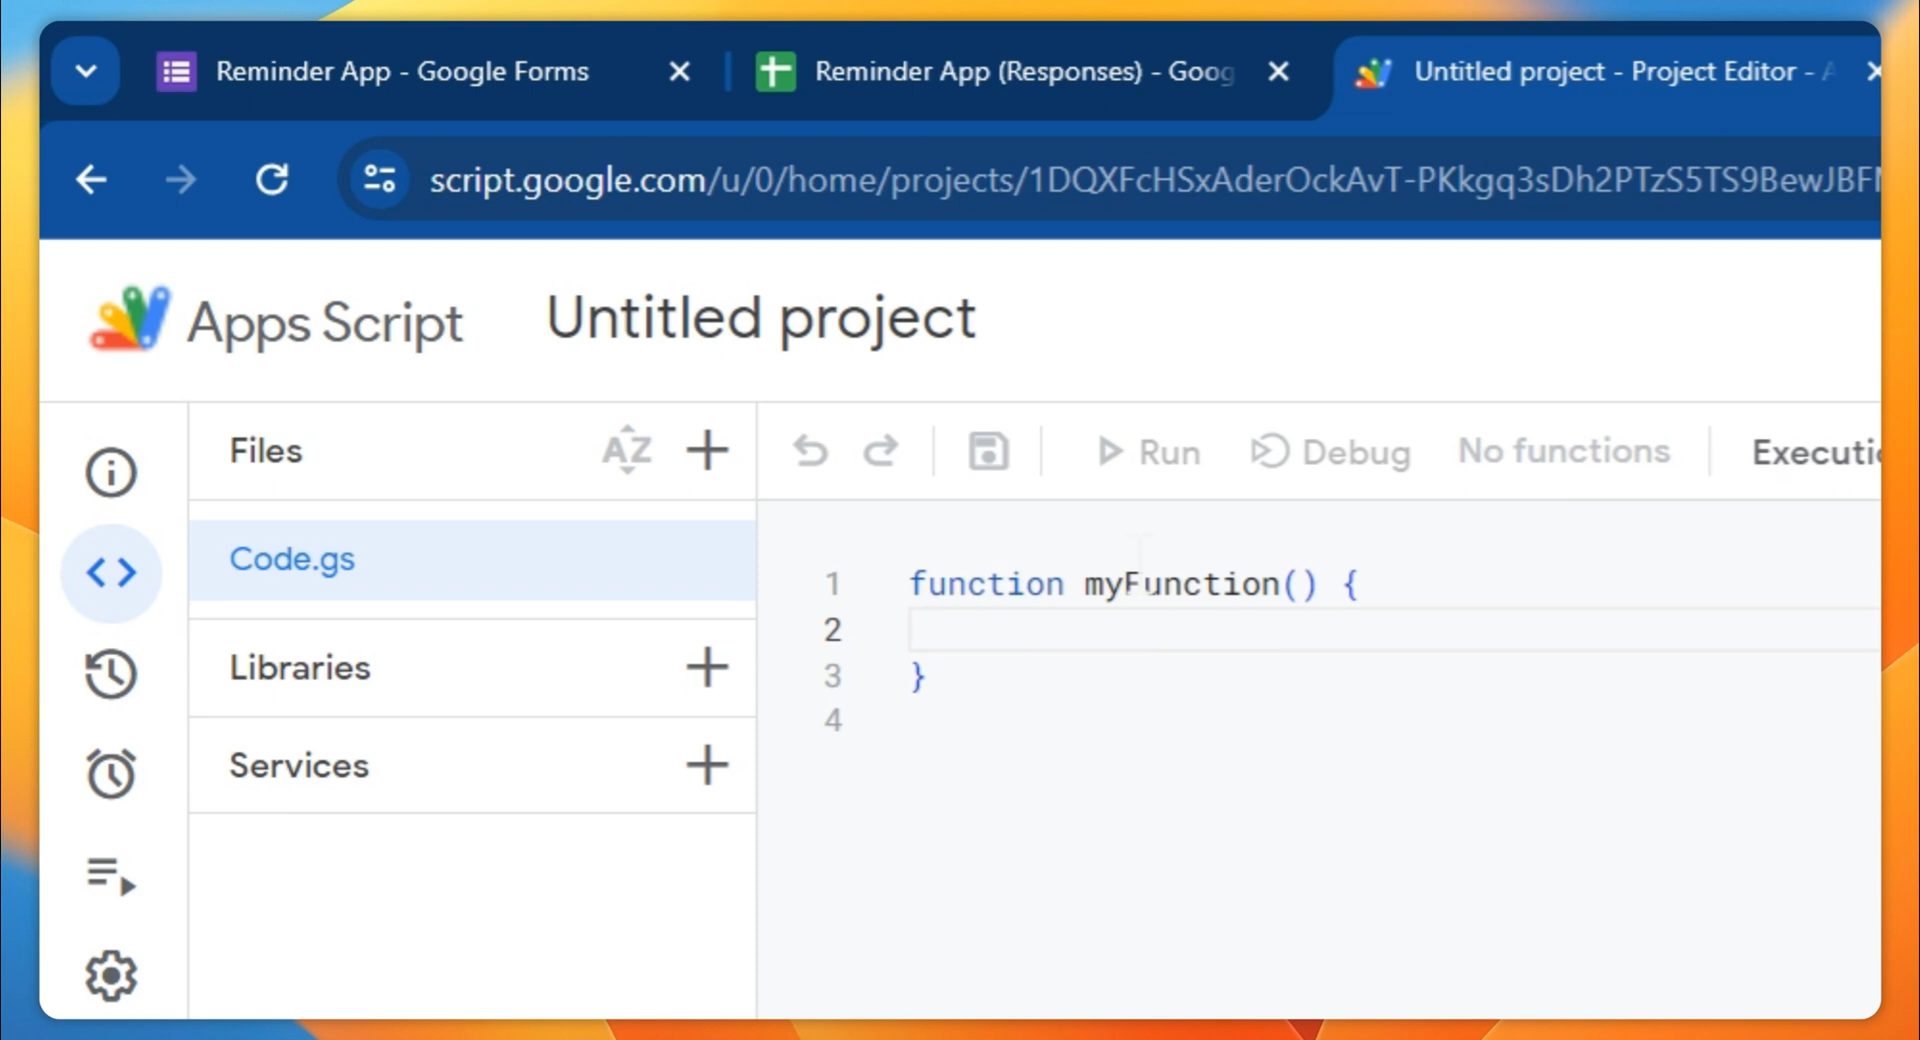 Reminder App - Google Forms
Reminder App (Responses) - Goog
Untitled project - Project Editor - A
script.google.com/u/0/home/projects/1DQXFcHSxAderOckAvT-PKkgq3sDh2PTzS5TS9BewJBF
Apps Script
Untitled project
Files
AZ
Run
Debug
No functions
Executi
Code.gs
Libraries
Services
1 function myFunction() {
2
3 }
4